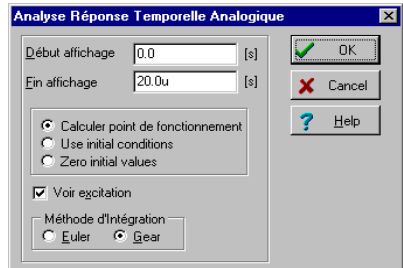 Analyse Réponse Temporelle Analogique
Début affichage 0.0 [s]
Fin affichage 20.0u [s]
Calculer point de fonctionnement
Use initial conditions
Zero initial values
Voir excitation
Méthode d'Intégration
Euler Gear
OK
Cancel
Help